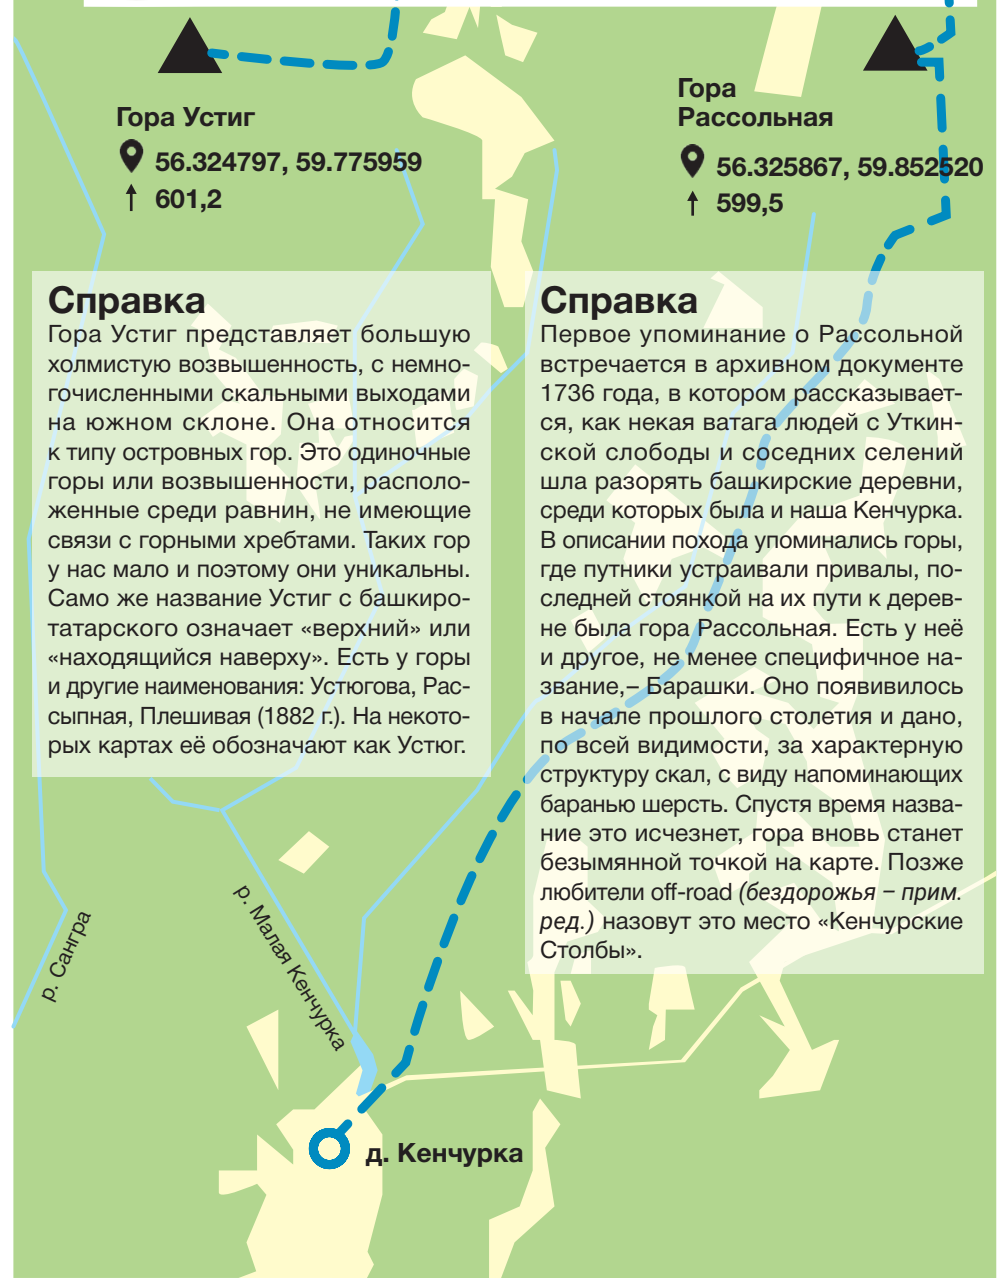 Гора Устиг
56.324797, 59.775959
601,2
Гора
Рассольная
56.325867, 59.852520
599,5
Справка
Гора Устиг представляет большую
холмистую возвышенность, с немно-
гочисленными скальными выходами
на южном склоне. Она относится
к типу островных гор. Это одиночные
горы или возвышенности, располо-
женные среди равнин, не имеющие
связи с горными хребтами. Таких гор
у нас мало и поэтому они уникальны.
Само же название Устиг с башкиро-
татарского означает «верхний» или
«находящийся наверху». Есть у горы
и другие наименования: Устюгова, Рас-
сыпная, Плешивая (1882 г.). На некото-
рых картах её обозначают как Устюг.
Справка
Первое упоминание о Рассольной
встречается в архивном документе
1736 года, в котором рассказывает-
ся, как некая ватага людей с Уткин-
ской слободы и соседних селений
шла разорять башкирские деревни,
среди которых была и наша Кенчурка.
В описании похода упоминались горы,
где путники устраивали привалы, по-
следней стоянкой на их пути к дерев-
не была гора Рассольная. Есть у неё
и другое, не менее специфичное на-
звание,– Барашки. Оно появивилось
в начале прошлого столетия и дано,
по всей видимости, за характерную
структуру скал, с виду напоминающих
баранью шерсть. Спустя время назва-
ние это исчезнет, гора вновь станет
безымянной точкой на карте. Позже
любители off-road (бездорожья – прим.
ред.) назовут это место «Кенчурские
Столбы».
р. Сангра
р. Малая Кенчурка
д. Кенчурка